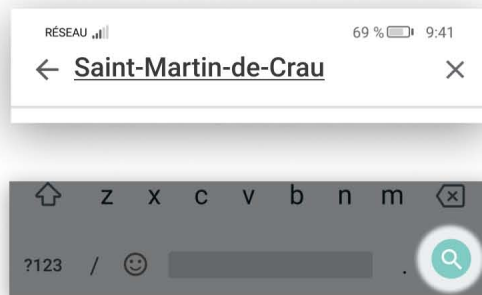 RÉSEAU 69 % 9:41
Saint-Martin-de-Crau
z x c v b n m
?123 / .